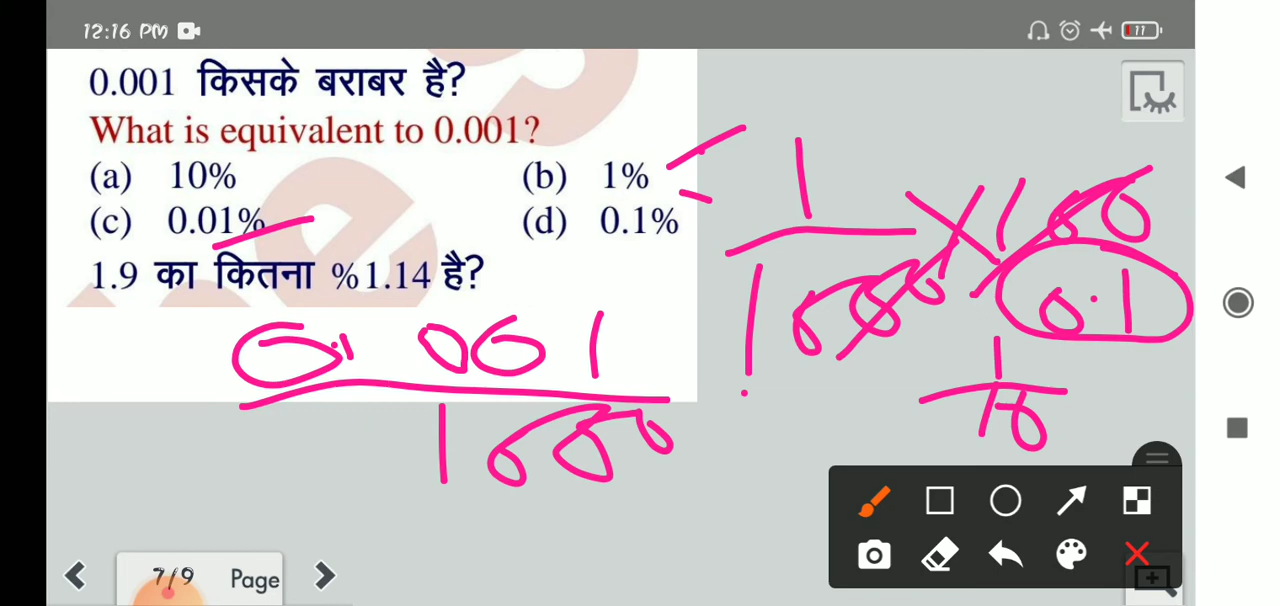 12:16 PM
11
0.001 किसके बराबर है?
What is equivalent to 0.001?
(a) 10% (b) 1%
(c) 0.01% (d) 0.1%
1.9 का कितना %1.14 है?
1
1000
X 100
0.1
1
10
0.001
1000
7/9 Page